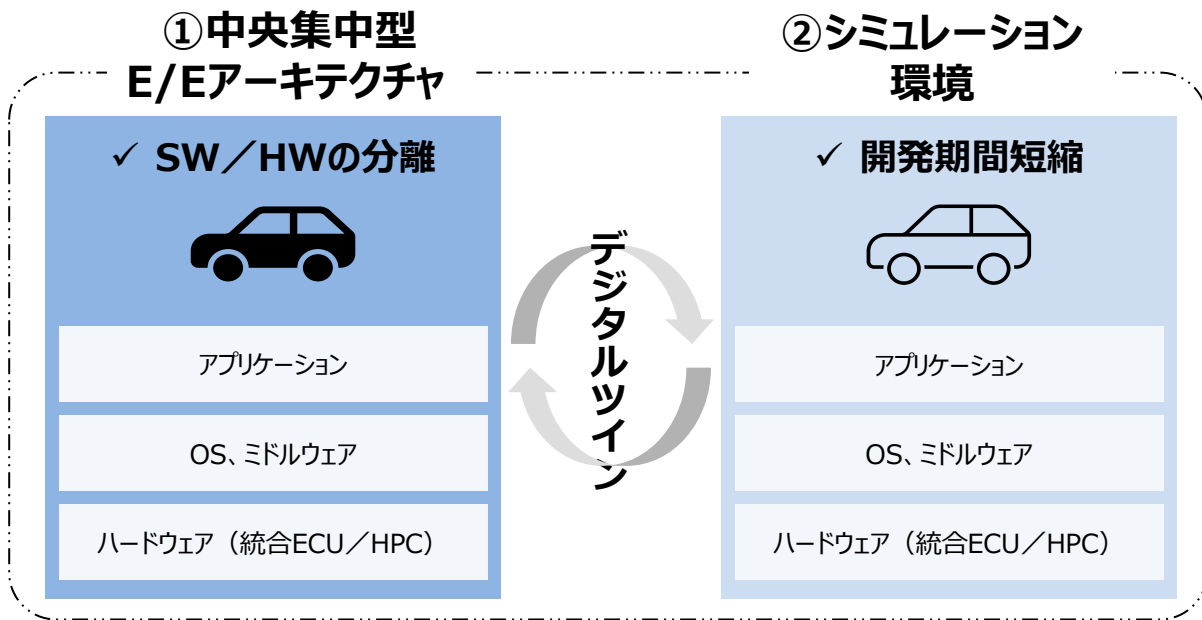 ①中央集中型
E/Eアーキテクチャ
✓ SW／HWの分離
アプリケーション
OS、ミドルウェア
ハードウェア（統合ECU／HPC）
デジタルツイン
②シミュレーション
環境
✓ 開発期間短縮
アプリケーション
OS、ミドルウェア
ハードウェア（統合ECU／HPC）